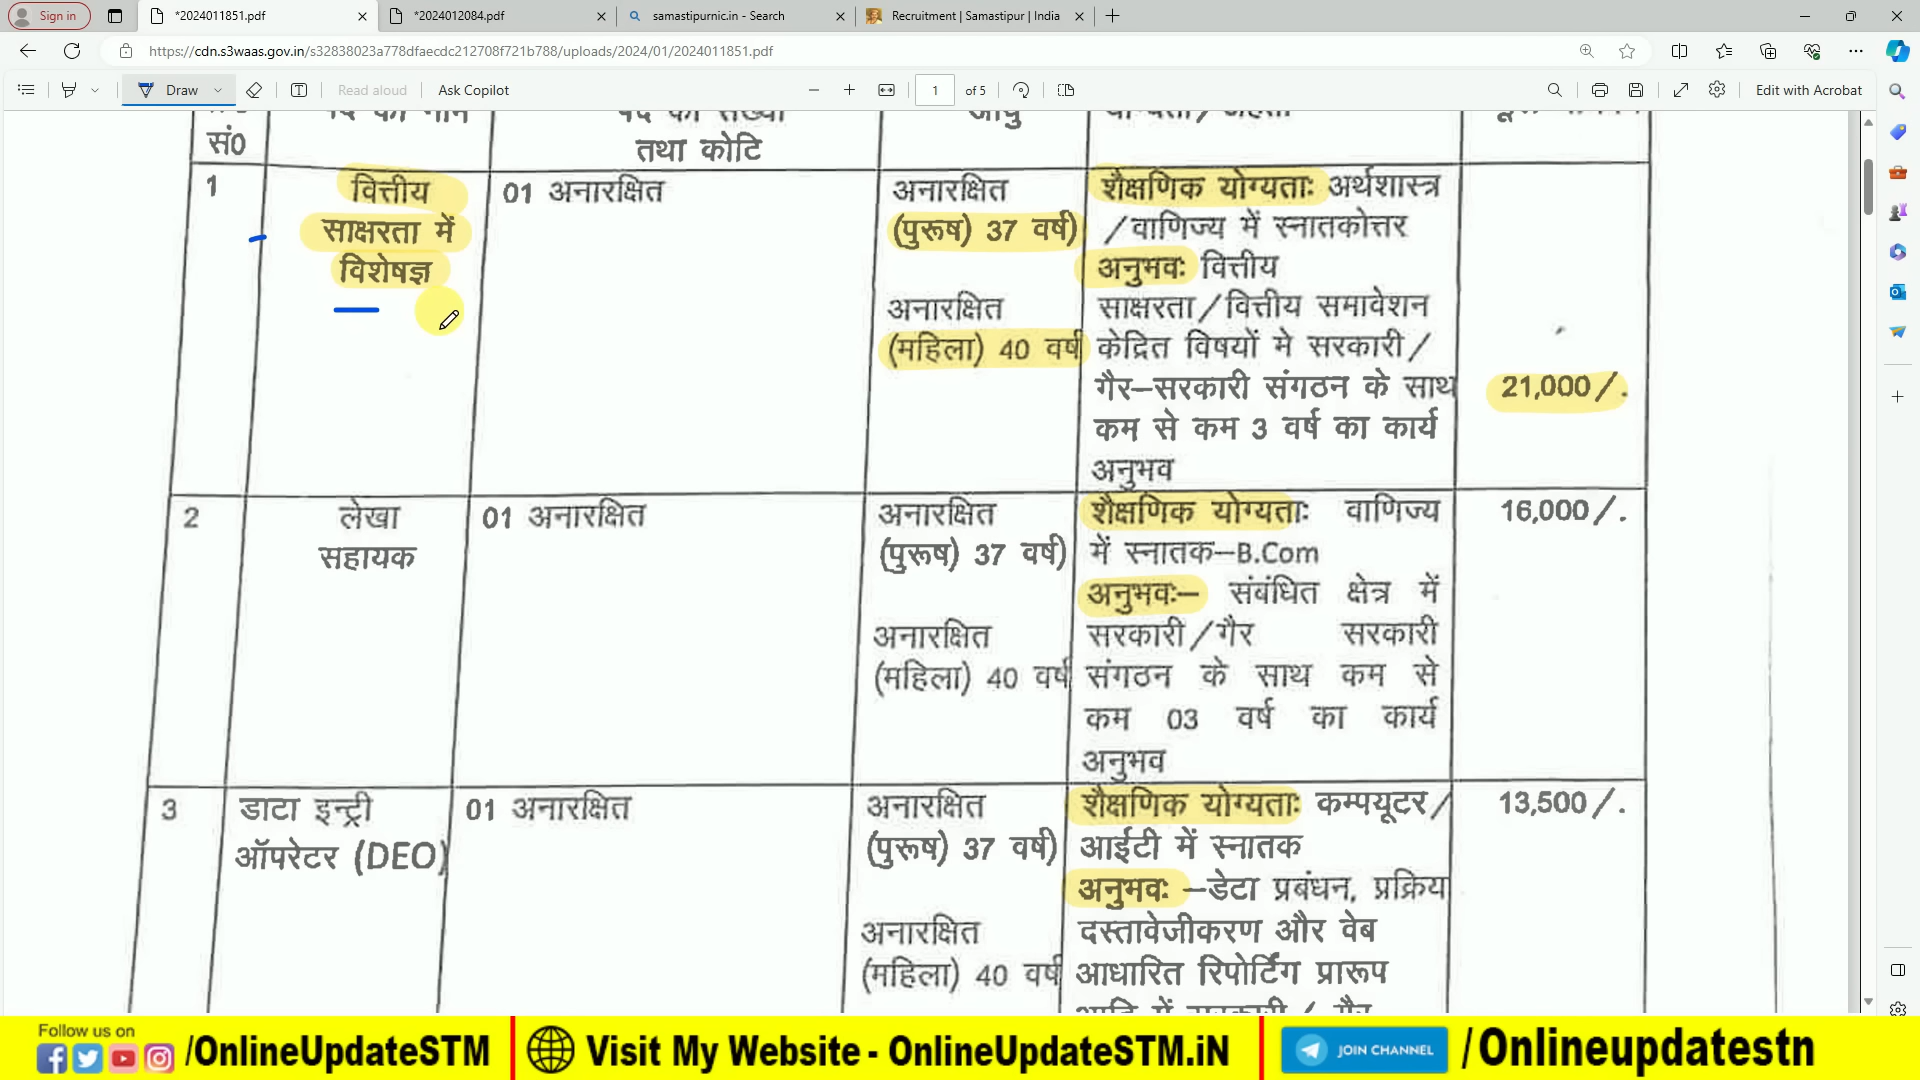 Sign in
*2024011851.pdf
*2024012084.pdf
samastipurnic.in - Search
Recruitment | Samastipur | India
https://cdn.s3waas.gov.in/s32838023a778dfaecdc212708f721b788/uploads/2024/01/2024011851.pdf
Draw
Read aloud
Ask Copilot
1 of 5
Edit with Acrobat
सं0
तथा कोटि
1
वित्तीय
साक्षरता में
विशेषज्ञ
01 अनारक्षित
अनारक्षित
(पुरूष) 37 वर्ष)
अनारक्षित
(महिला) 40 वर्ष
शैक्षणिक योग्यताः अर्थशास्त्र
/वाणिज्य में स्नातकोत्तर
अनुभवः वित्तीय
साक्षरता/वित्तीय समावेशन
केद्रित विषयों मे सरकारी/
गैर–सरकारी संगठन के साथ
कम से कम 3 वर्ष का कार्य
अनुभव
21,000/.
2
लेखा
सहायक
01 अनारक्षित
अनारक्षित
(पुरूष) 37 वर्ष)
अनारक्षित
(महिला) 40 वर्ष
शैक्षणिक योग्यताः वाणिज्य
में स्नातक–B.Com
अनुभवः– संबंधित क्षेत्र में
सरकारी/गैर सरकारी
संगठन के साथ कम से
कम 03 वर्ष का कार्य
अनुभव
16,000/.
3
डाटा इन्ट्री
ऑपरेटर (DEO)
01 अनारक्षित
अनारक्षित
(पुरूष) 37 वर्ष)
अनारक्षित
(महिला) 40 वर्ष
शैक्षणिक योग्यताः कम्पयूटर/
आईटी में स्नातक
अनुभवः –डेटा प्रबंधन, प्रक्रिय
दस्तावेजीकरण और वेब
आधारित रिपोर्टिंग प्रारूप
13,500/.
Follow us on
/OnlineUpdateSTM
Visit My Website - OnlineUpdateSTM.iN
JOIN CHANNEL
/Onlineupdatestn